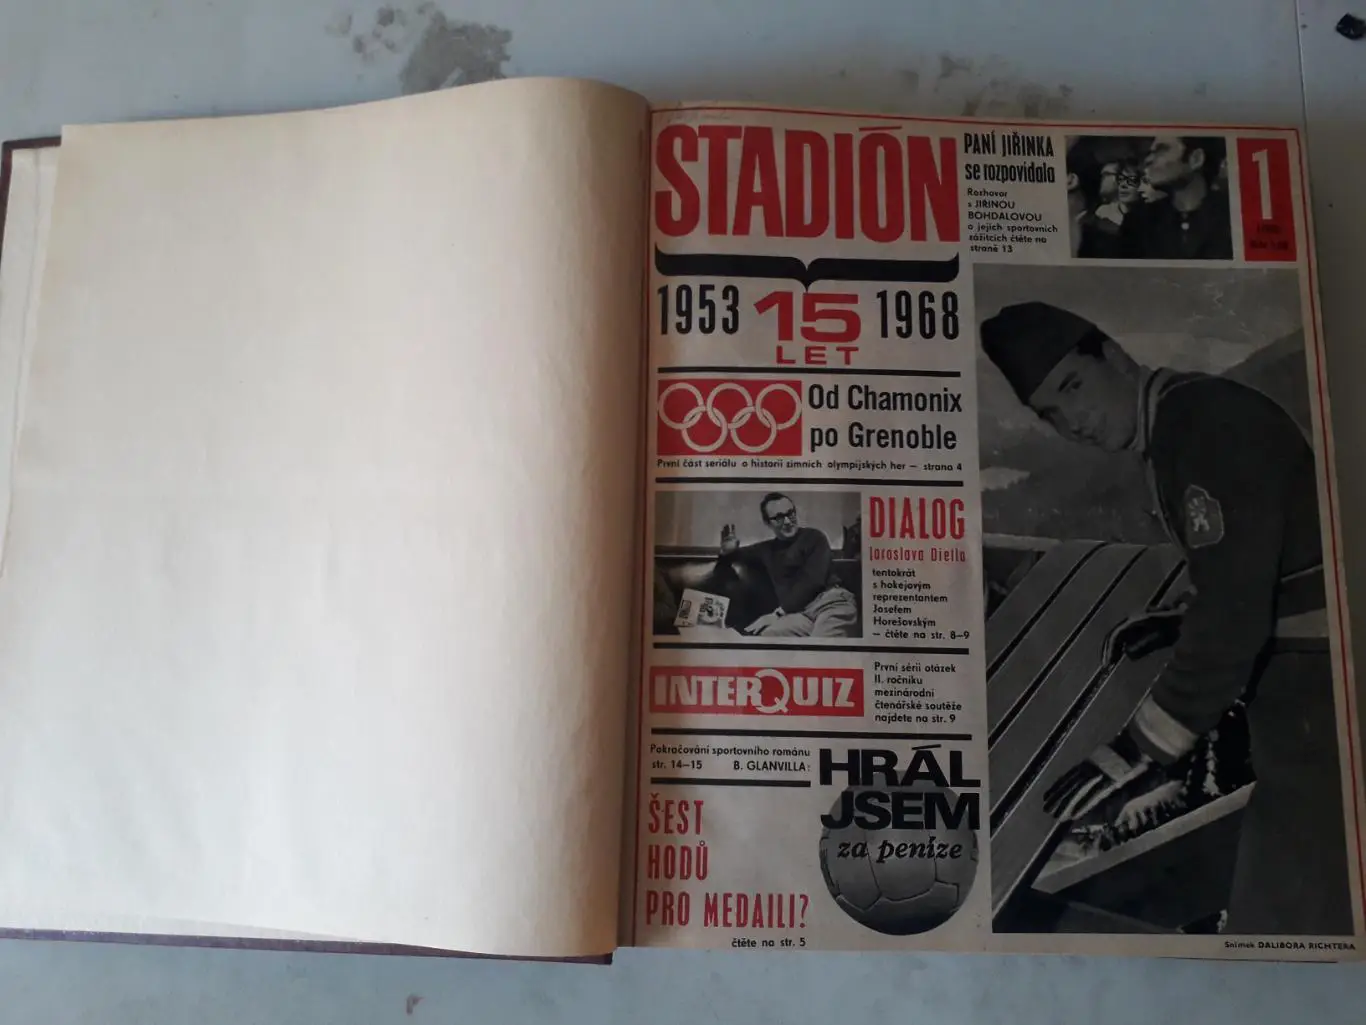 STADIÓN
PANÍ JIŘINKA
se rozpovídala
Rozhovor
s JIŘINOU
BOHDALOVOU
o jejích sportovních
zážitcích čtěte na
straně 13
1
1953 15 1968
LET
Od Chamonix
po Grenoble
První část seriálu o historii zimních olympijských her — strana 4
DIALOG
Jaroslava Dietla
tentokrát
s hokejovým
reprezentantem
Josefem
Horešovským
— čtěte na str. 8–9
INTERQUIZ
První sérii otázek
II. ročníku
mezinárodní
čtenářské soutěže
najdete na str. 9
Pokračování sportovního románu
str. 14–15 B. GLANVILLA:
HRÁL
JSEM
za peníze
ŠEST
HODŮ
PRO MEDAILI?
čtěte na str. 5
Snímek DALIBORA RICHTERA